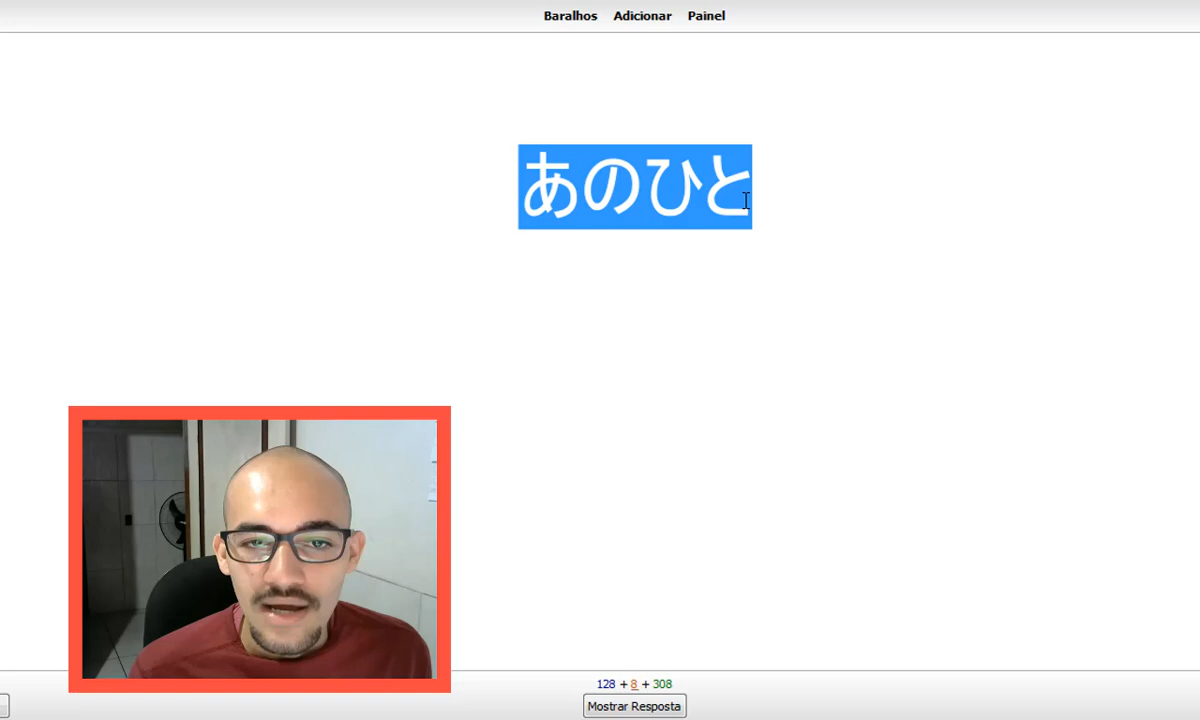 Baralhos Adicionar Painel
あのひと
128 + 8 + 308
Mostrar Resposta